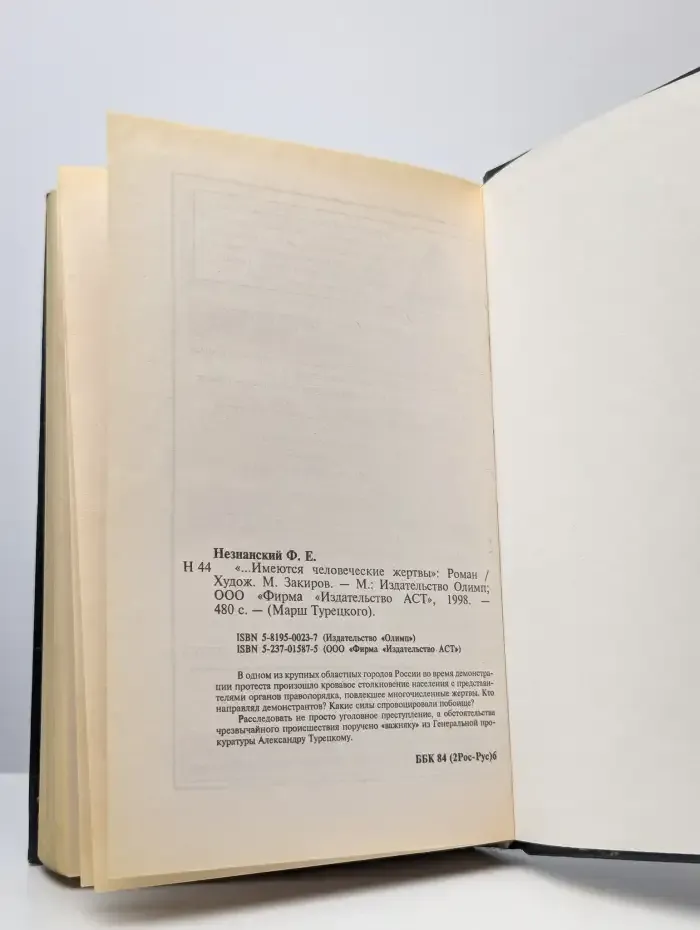 Незнанский Ф. Е.
Н 44 «...Имеются человеческие жертвы»: Роман /
Худож. М. Закиров. — М.: Издательство Олимп;
ООО «Фирма «Издательство АСТ», 1998. —
480 с. — (Марш Турецкого).
ISBN 5-8195-0023-7 (Издательство «Олимп»)
ISBN 5-237-01587-5 (ООО «Фирма «Издательство АСТ»)
В одном из крупных областных городов России во время демонстра-
ции протеста произошло кровавое столкновение населения с представи-
телями органов правопорядка, повлекшее многочисленные жертвы. Кто
направлял демонстрантов? Какие силы спровоцировали побоище?
Расследовать не просто уголовное преступление, а обстоятельства
чрезвычайного происшествия поручено «важняку» из Генеральной про-
куратуры Александру Турецкому.
ББК 84 (2Рос-Рус)6